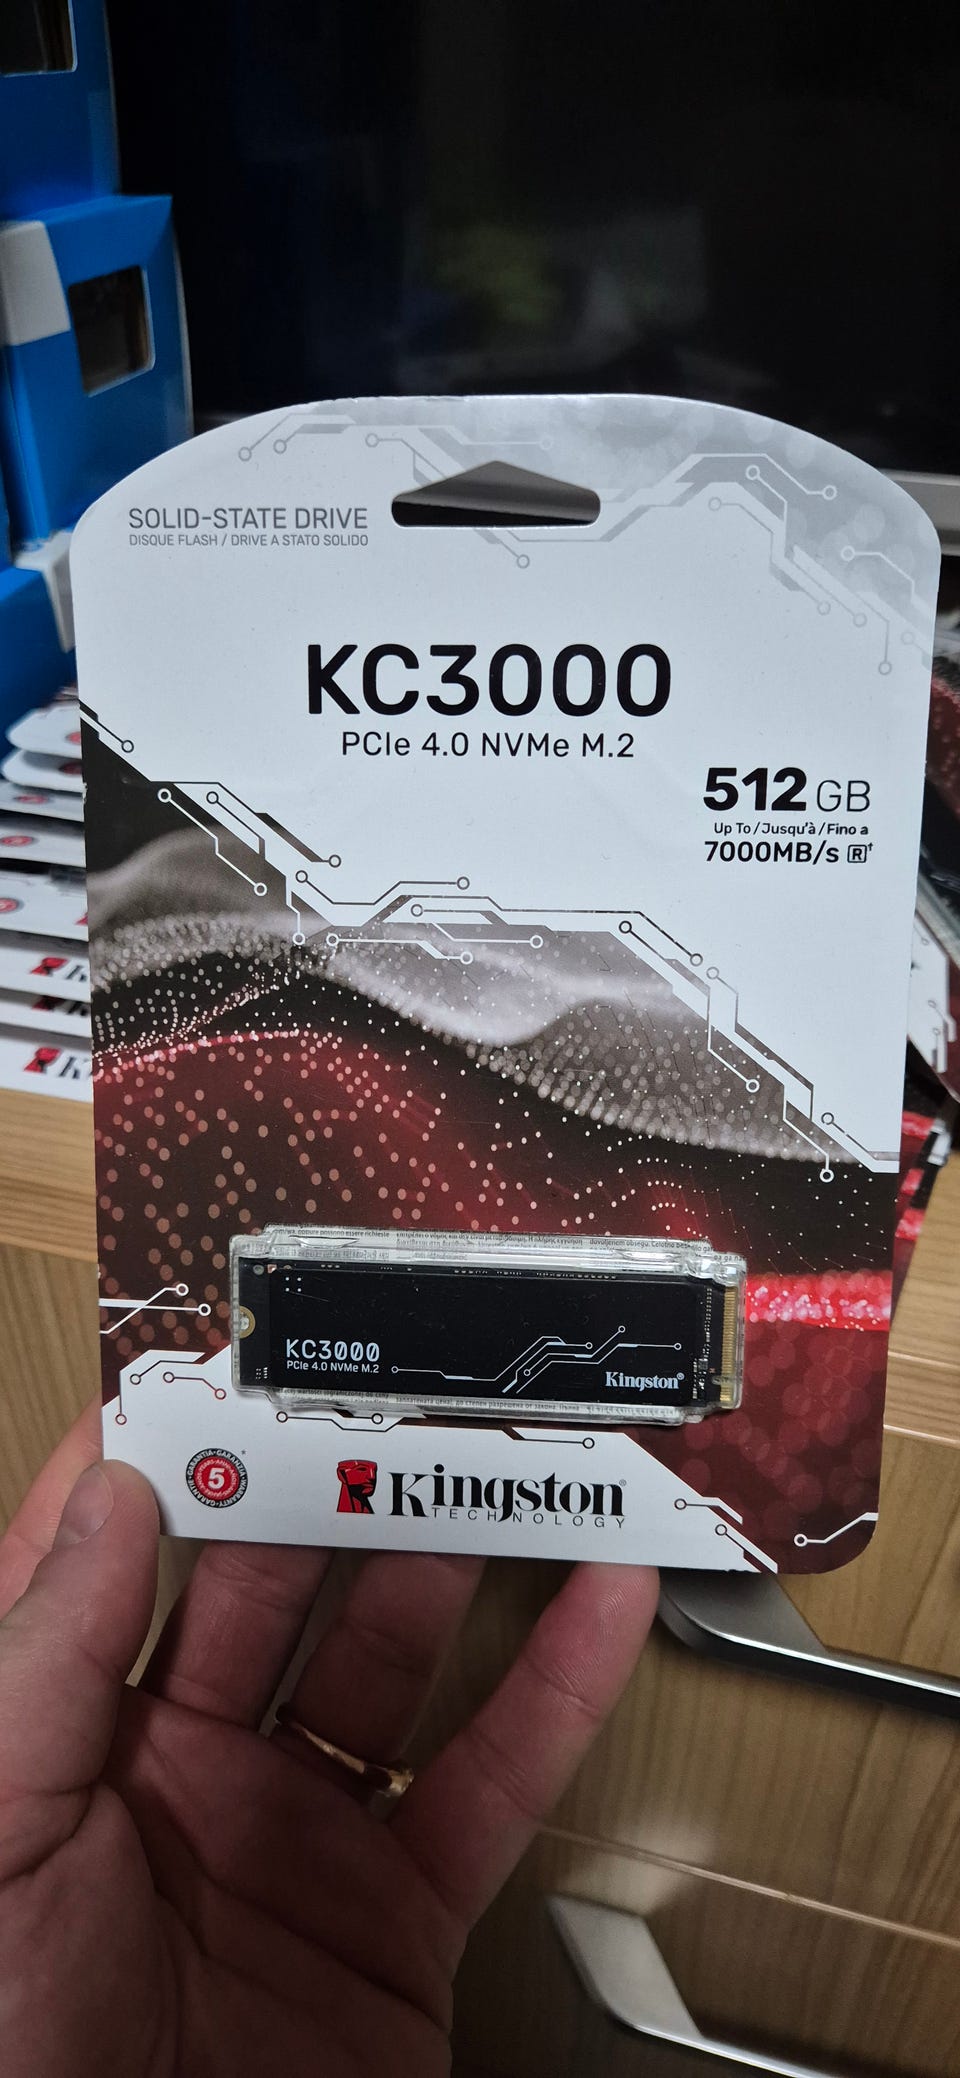 SOLID-STATE DRIVE
DISQUE FLASH / DRIVE A STATO SOLIDO
KC3000
PCIe 4.0 NVMe M.2
512 GB
Up To / Jusqu'à / Fino a
7000MB/s R†
KC3000
PCIe 4.0 NVMe M.2
Kingston®
5
Kingston®
TECHNOLOGY